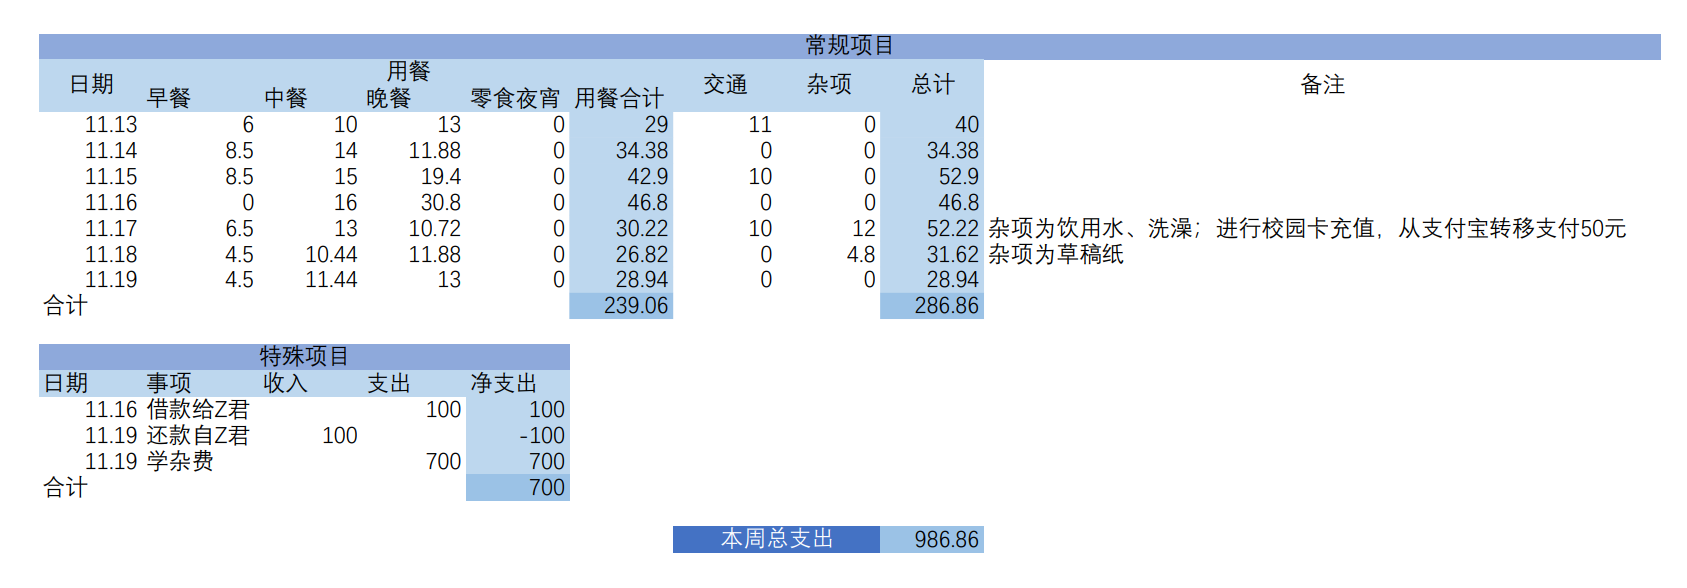 常规项目
日期 用餐 交通 杂项 总计 备注
早餐 中餐 晚餐 零食夜宵 用餐合计
11.13 6 10 13 0 29 11 0 40
11.14 8.5 14 11.88 0 34.38 0 0 34.38
11.15 8.5 15 19.4 0 42.9 10 0 52.9
11.16 0 16 30.8 0 46.8 0 0 46.8
11.17 6.5 13 10.72 0 30.22 10 12 52.22 杂项为饮用水、洗澡；进行校园卡充值，从支付宝转移支付50元
11.18 4.5 10.44 11.88 0 26.82 0 4.8 31.62 杂项为草稿纸
11.19 4.5 11.44 13 0 28.94 0 0 28.94
合计 239.06 286.86
特殊项目
日期 事项 收入 支出 净支出
11.16 借款给Z君 100 100
11.19 还款自Z君 100 -100
11.19 学杂费 700 700
合计 700
本周总支出 986.86